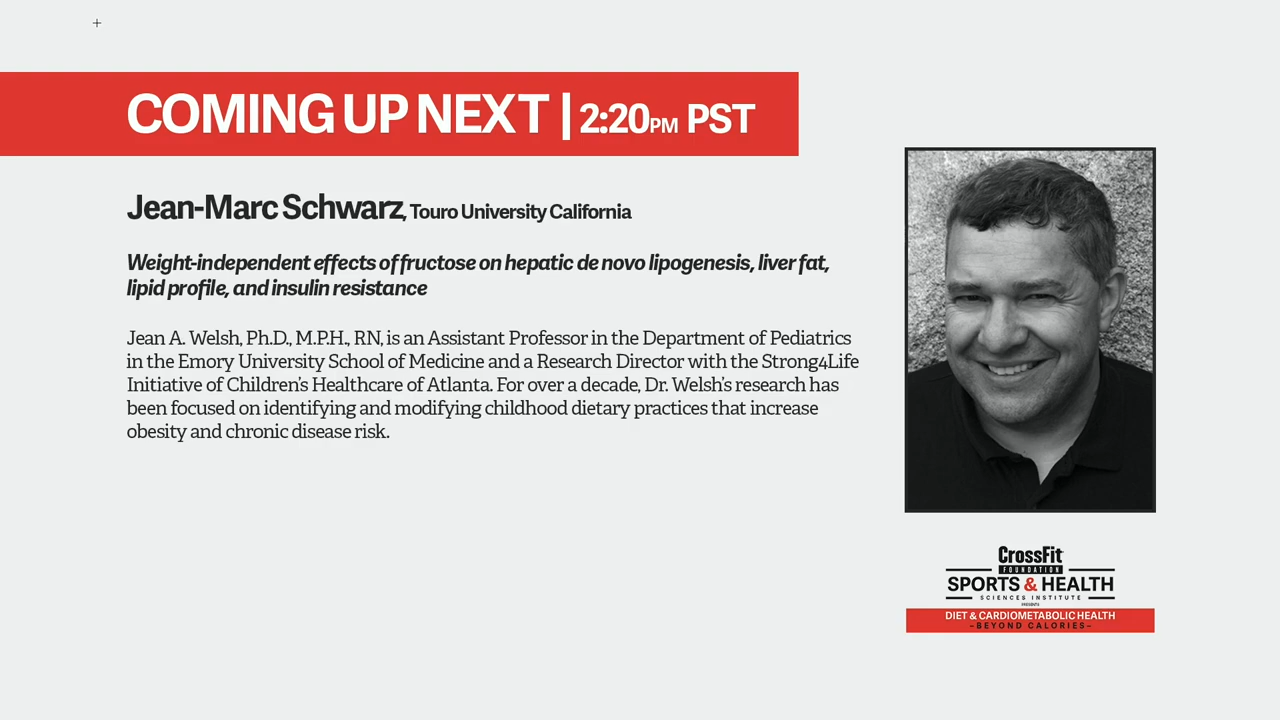 COMING UP NEXT | 2:20PM PST
Jean-Marc Schwarz, Touro University California
Weight-independent effects of fructose on hepatic de novo lipogenesis, liver fat,
lipid profile, and insulin resistance
Jean A. Welsh, Ph.D., M.P.H., RN, is an Assistant Professor in the Department of Pediatrics
in the Emory University School of Medicine and a Research Director with the Strong4Life
Initiative of Children's Healthcare of Atlanta. For over a decade, Dr. Welsh's research has
been focused on identifying and modifying childhood dietary practices that increase
obesity and chronic disease risk.
CrossFit
FOUNDATION
SPORTS & HEALTH
SCIENCES INSTITUTE
PRESENTS
DIET & CARDIOMETABOLIC HEALTH
–BEYOND CALORIES–